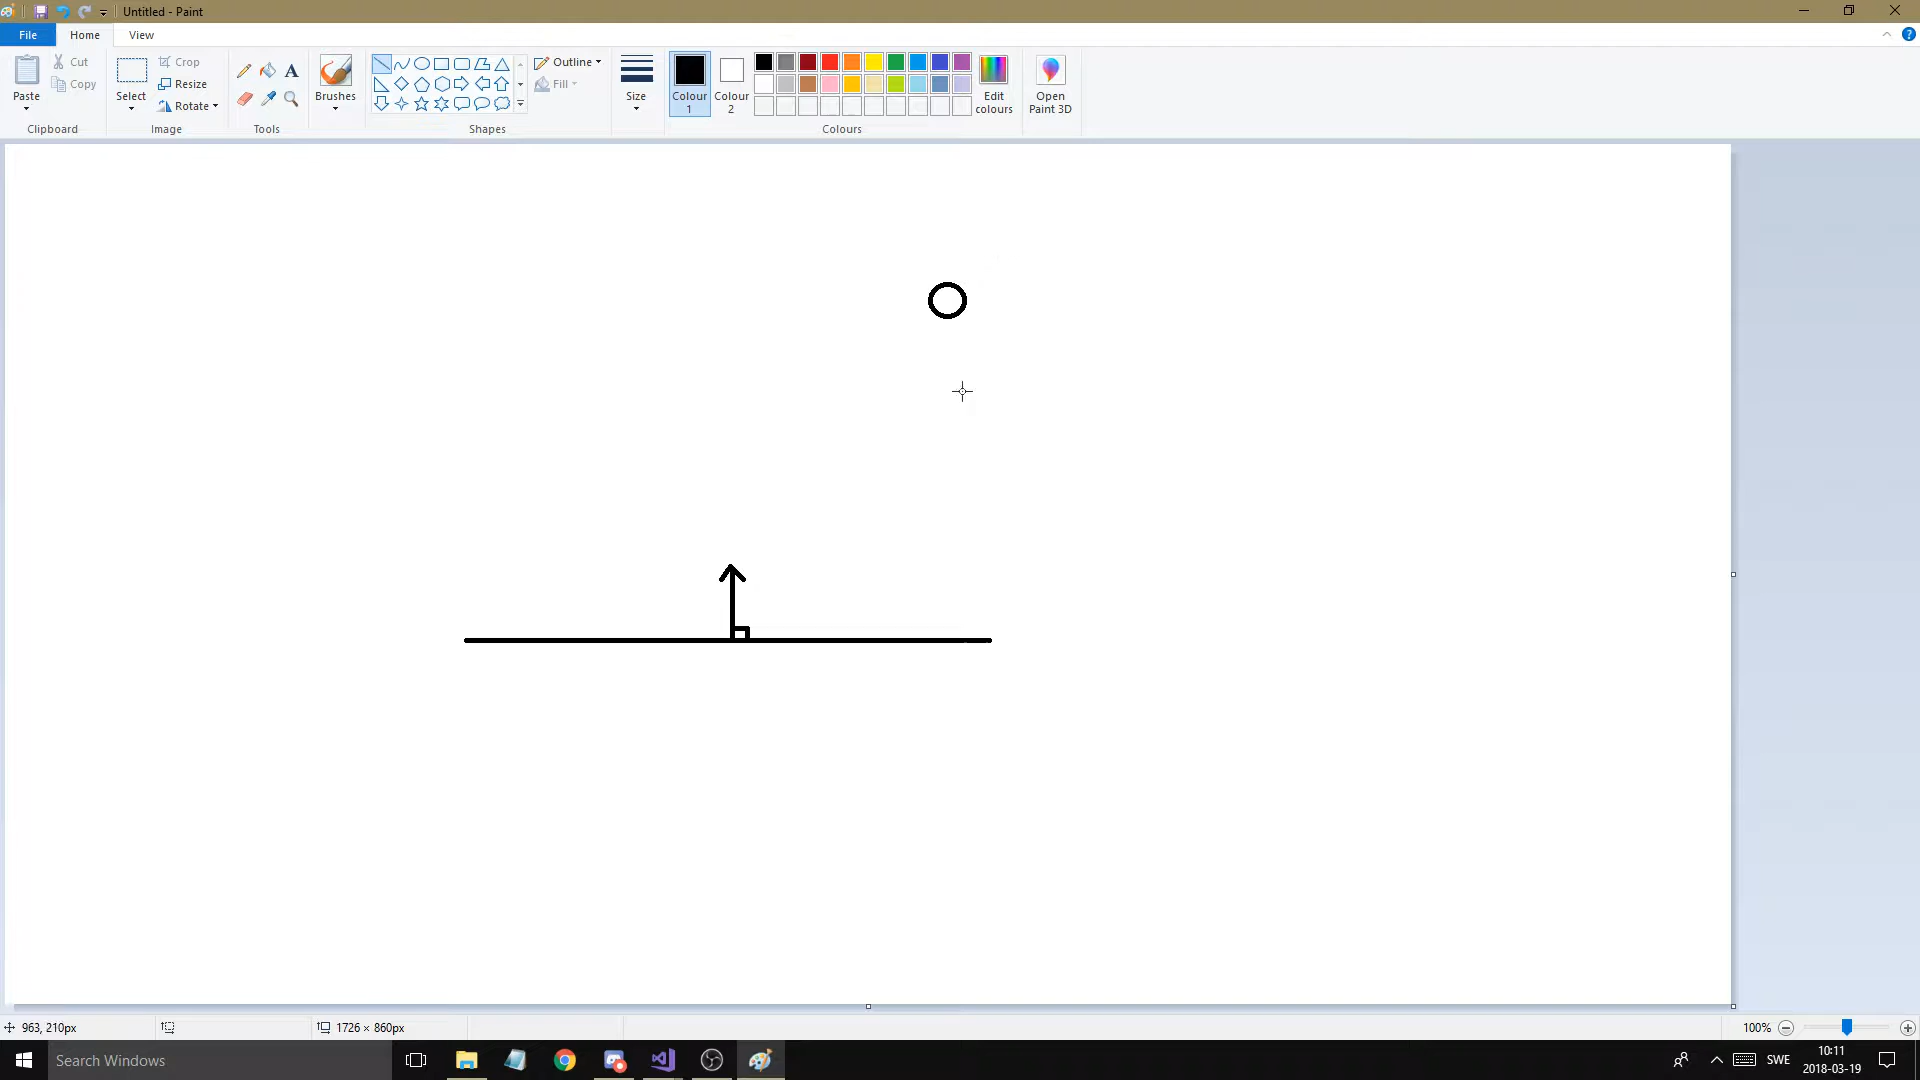 Untitled - Paint
File Home View
Paste
Cut
Copy
Clipboard
Select
Crop
Resize
Rotate
Image
A
Tools
Brushes
Shapes
Outline
Fill
Size
Colour 1
Colour 2
Edit colours
Colours
Open Paint 3D
?
963, 210px
1726 × 860px
100%
Search Windows
SWE
10:11
2018-03-19